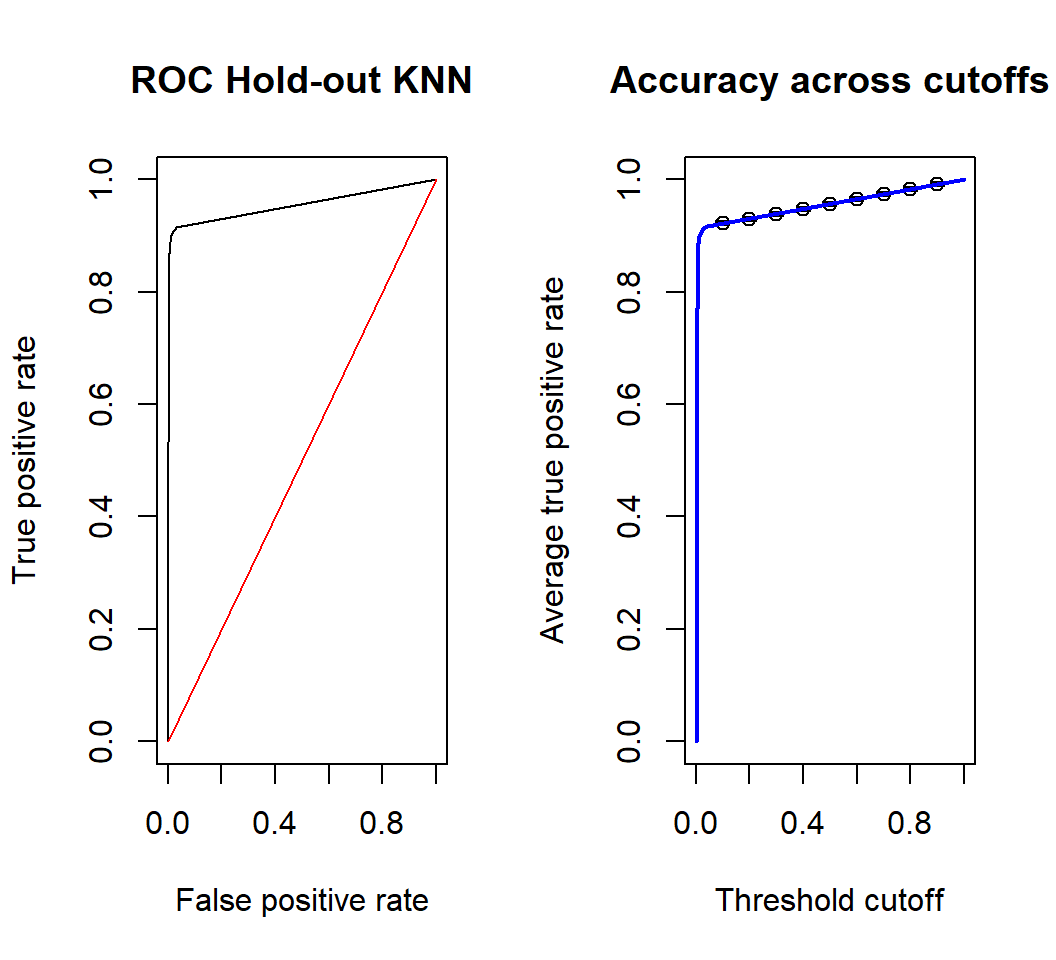 ROC Hold-out KNN
True positive rate
1.0
0.8
0.6
0.4
0.2
0.0
0.0 0.4 0.8
False positive rate
Accuracy across cutoffs
Average true positive rate
1.0
0.8
0.6
0.4
0.2
0.0
0.0 0.4 0.8
Threshold cutoff